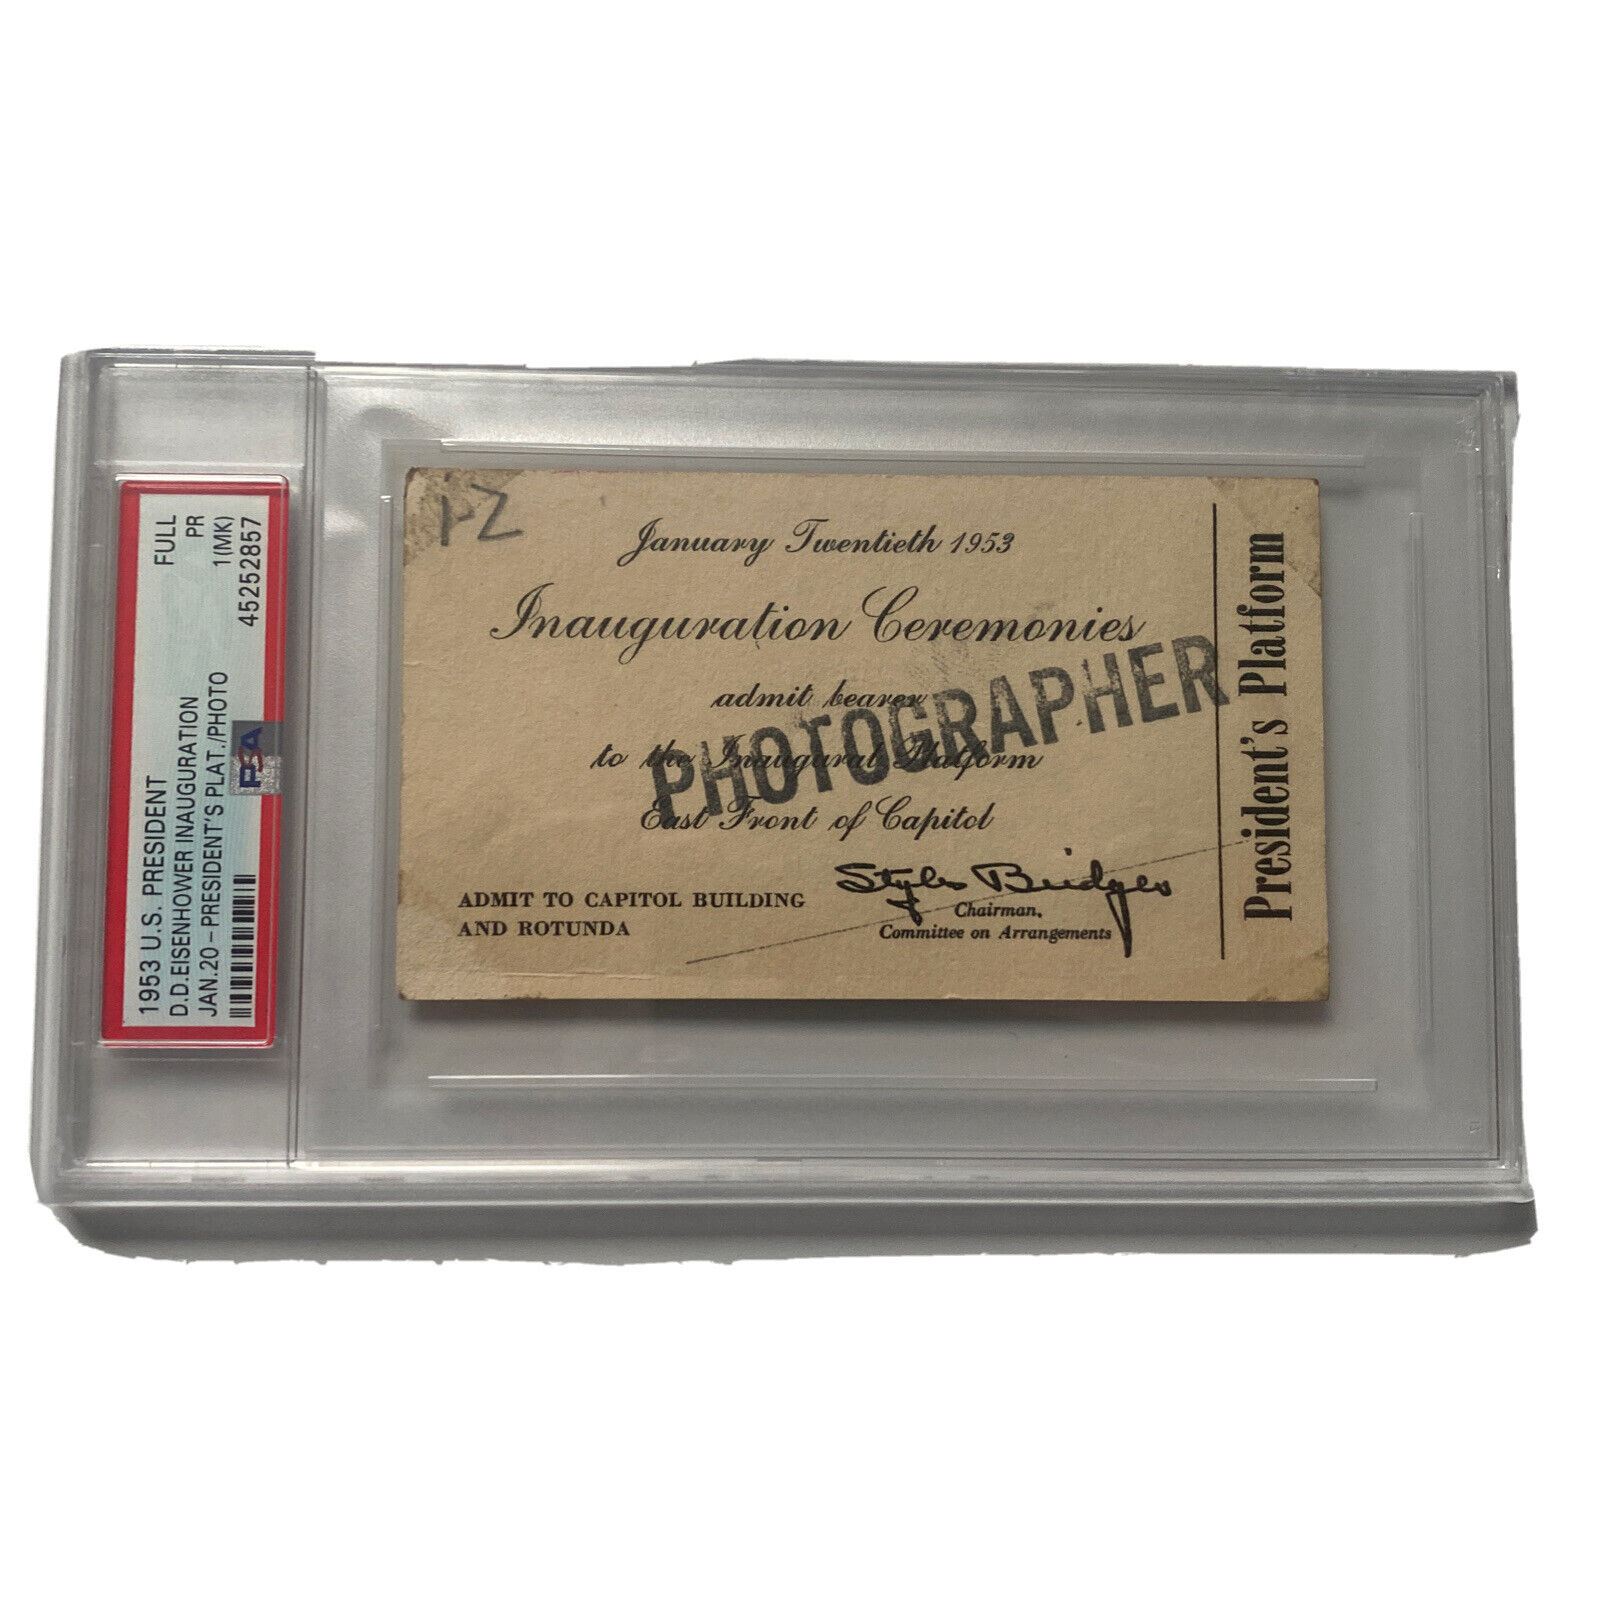 1953 U.S. PRESIDENT
D.D.EISENHOWER INAUGURATION
JAN.20-PRESIDENT'S PLAT./PHOTO
FULL
PR
1(MK)
45252857
PSA
January Twentieth 1953
Inauguration Ceremonies
admit bearer
to the Inaugural Platform
East Front of Capitol
PHOTOGRAPHER
ADMIT TO CAPITOL BUILDING
AND ROTUNDA
Styles Bridges
Chairman,
Committee on Arrangements
President's Platform